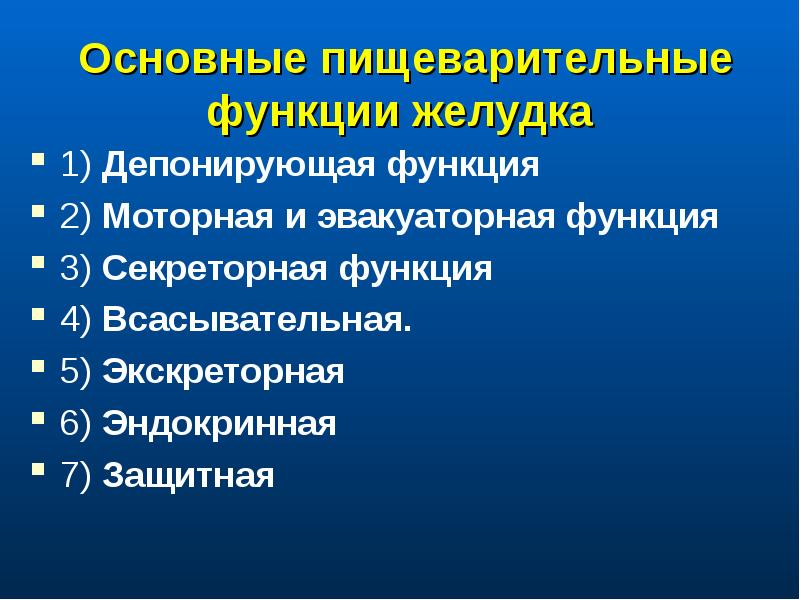 Основные пищеварительные
функции желудка
1) Депонирующая функция
2) Моторная и эвакуаторная функция
3) Секреторная функция
4) Всасывательная.
5) Экскреторная
6) Эндокринная
7) Защитная